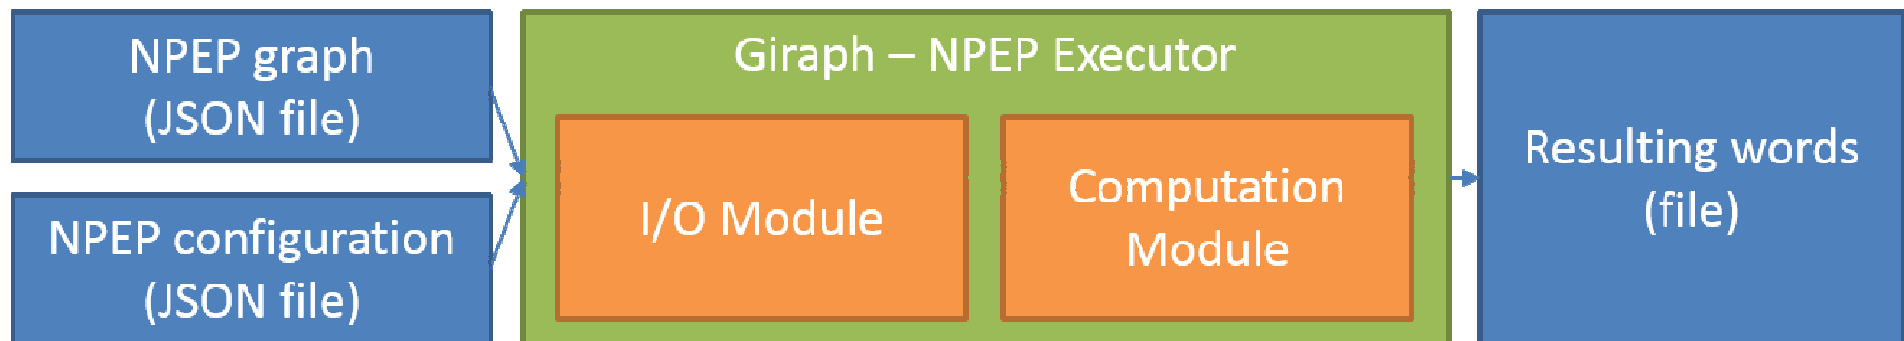 NPEP graph
(JSON file)
NPEP configuration
(JSON file)
Giraph – NPEP Executor
I/O Module
Computation
Module
Resulting words
(file)